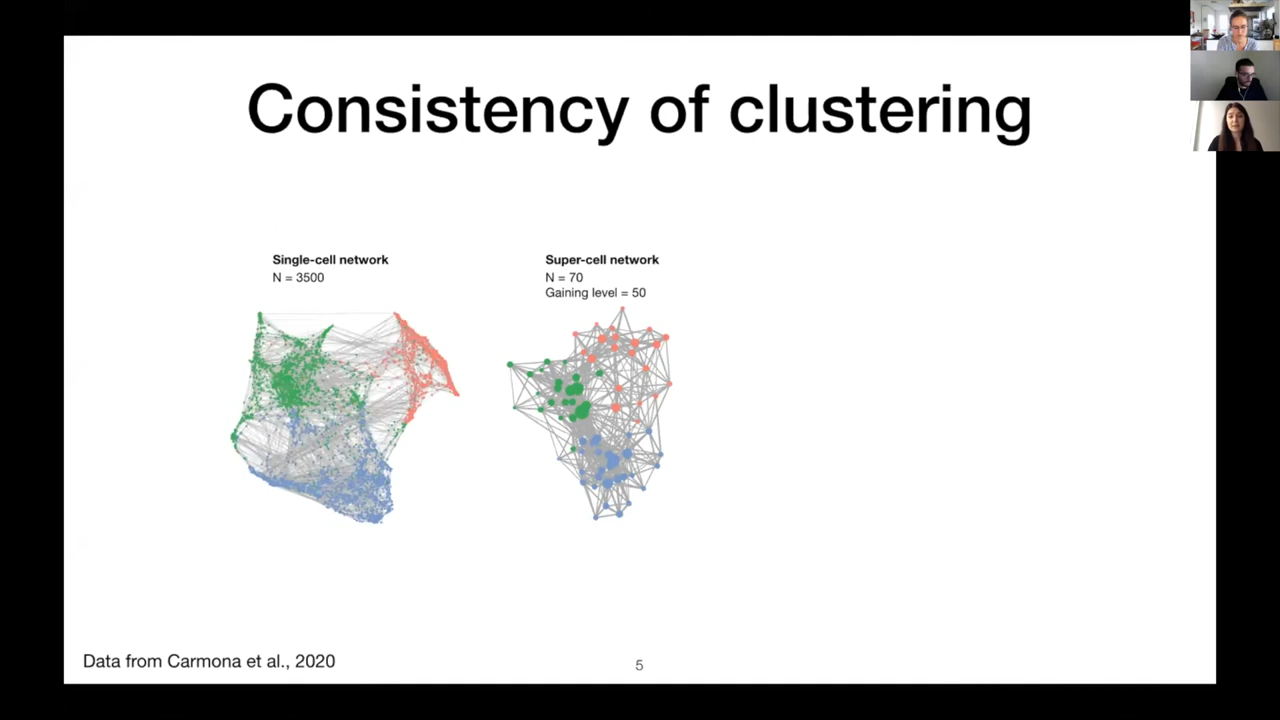 Consistency of clustering
Single-cell network
N = 3500
Super-cell network
N = 70
Gaining level = 50
Data from Carmona et al., 2020
5